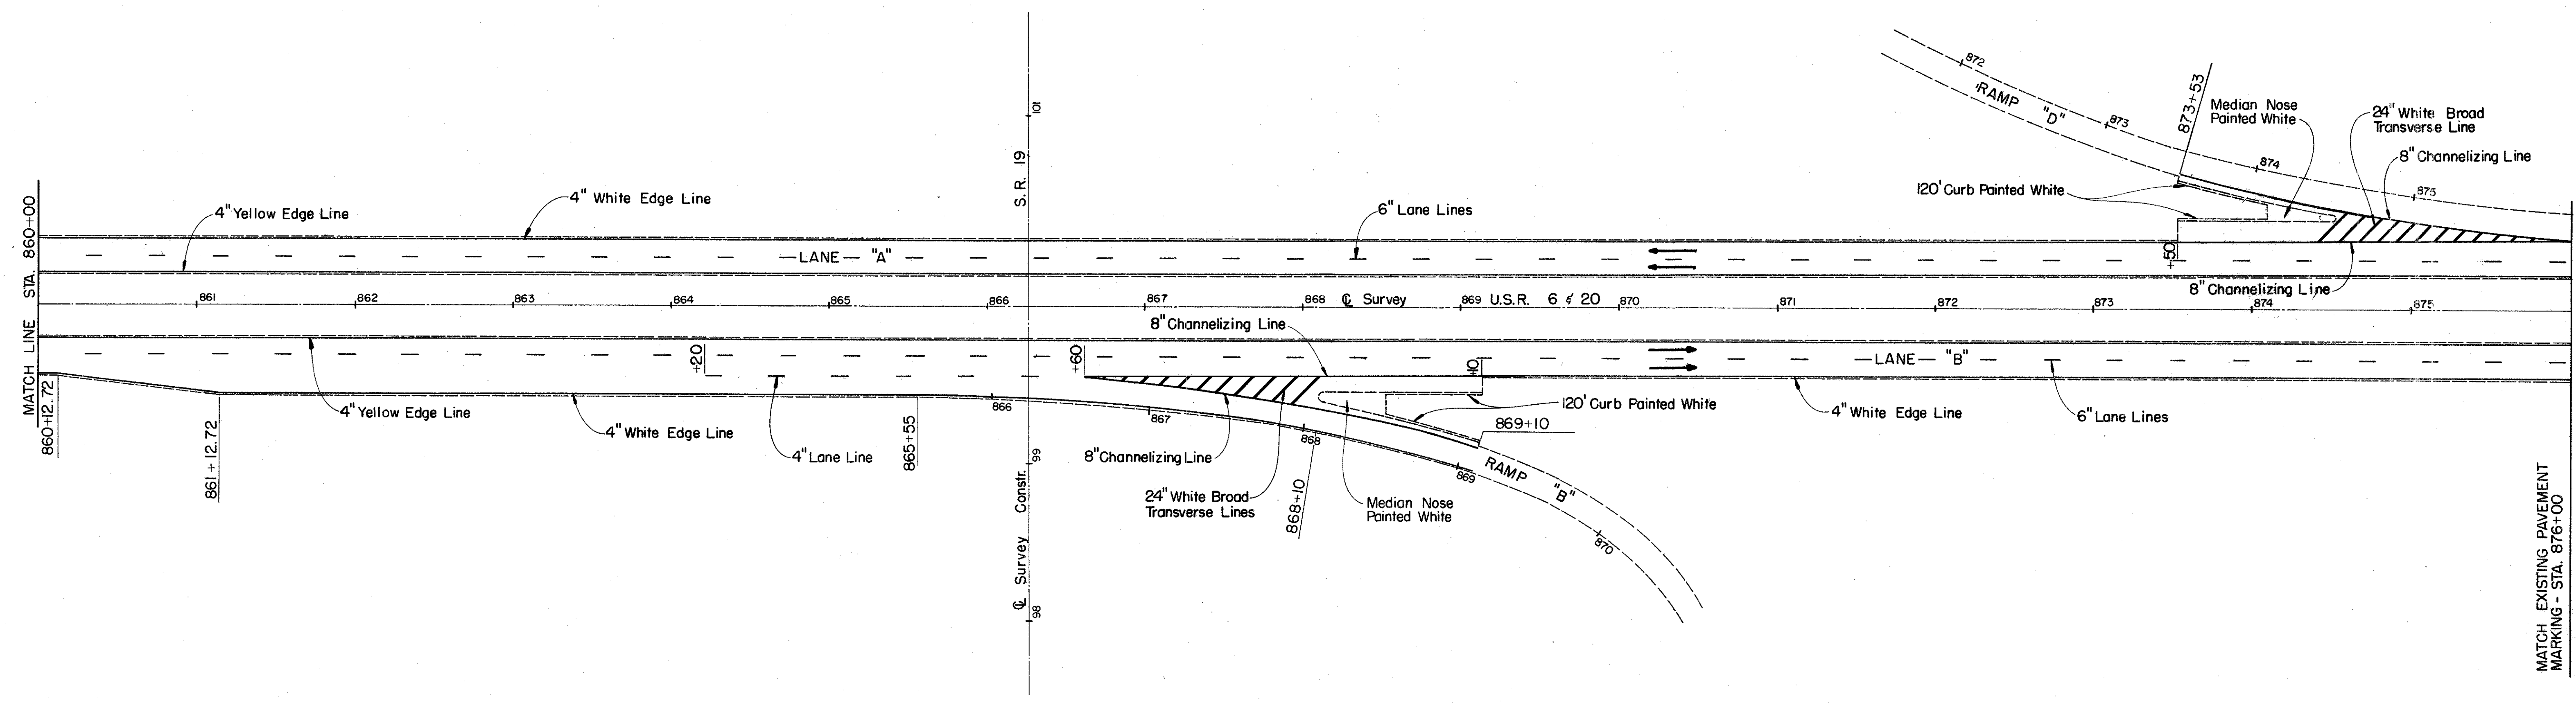 MATCH LINE STA. 860+00
4" Yellow Edge Line
4" White Edge Line
S. R. 19
101
6" Lane Lines
872
873
874
875
RAMP "D"
873+53
Median Nose
Painted White
24" White Broad
Transverse Line
8" Channelizing Line
120' Curb Painted White
+50
8" Channelizing Line
LANE "A"
861
862
863
864
865
866
867
868
℄ Survey
869
U.S.R. 6 & 20
870
871
872
873
874
875
8" Channelizing Line
+20
+60
+10
LANE "B"
860+12.72
861+12.72
4" Yellow Edge Line
4" White Edge Line
4" Lane Line
865+55
866
867
868
869
870
99
98
℄ Survey Constr.
8" Channelizing Line
24" White Broad
Transverse Lines
868+10
Median Nose
Painted White
120' Curb Painted White
869+10
RAMP "B"
4" White Edge Line
6" Lane Lines
MATCH EXISTING PAVEMENT
MARKING - STA. 876+00